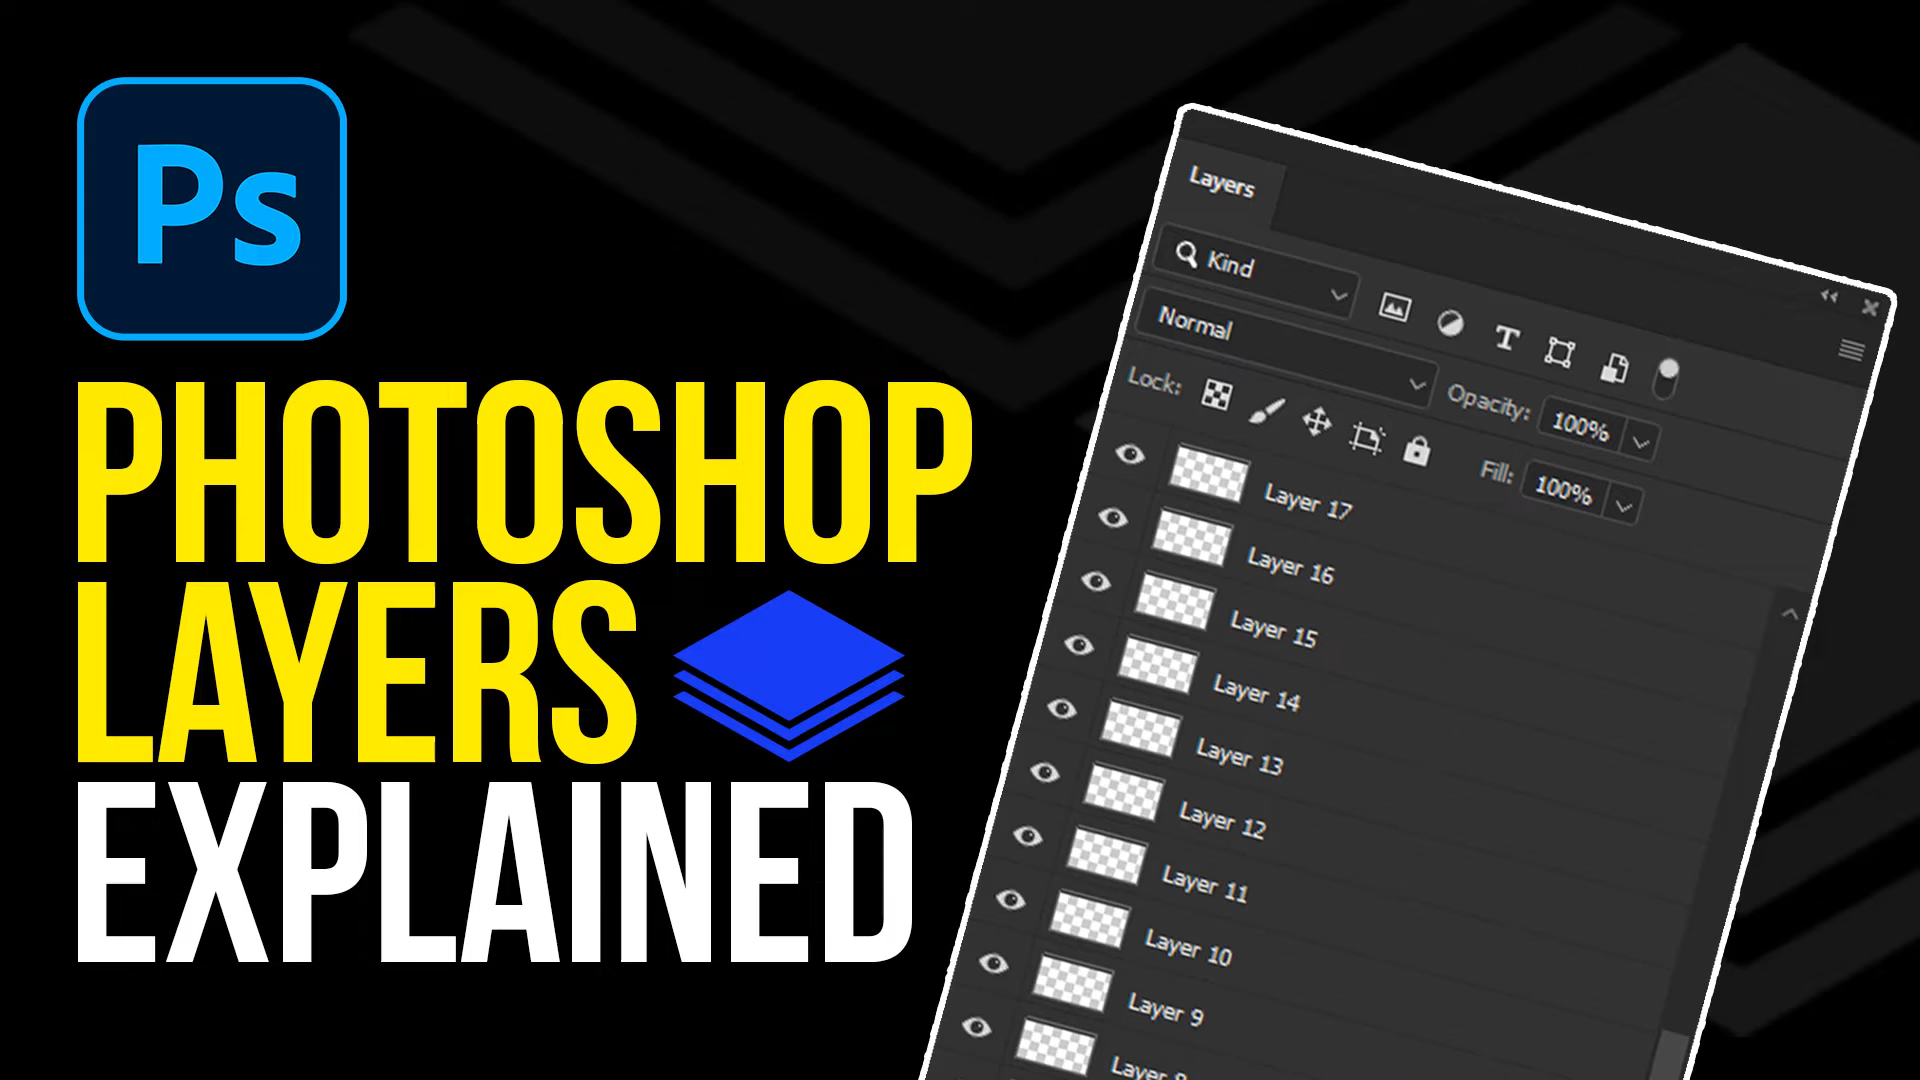 Ps
PHOTOSHOP
LAYERS
EXPLAINED
Layers
Kind
T
Normal
Opacity: 100%
Lock:
Fill: 100%
Layer 17
Layer 16
Layer 15
Layer 14
Layer 13
Layer 12
Layer 11
Layer 10
Layer 9
Layer